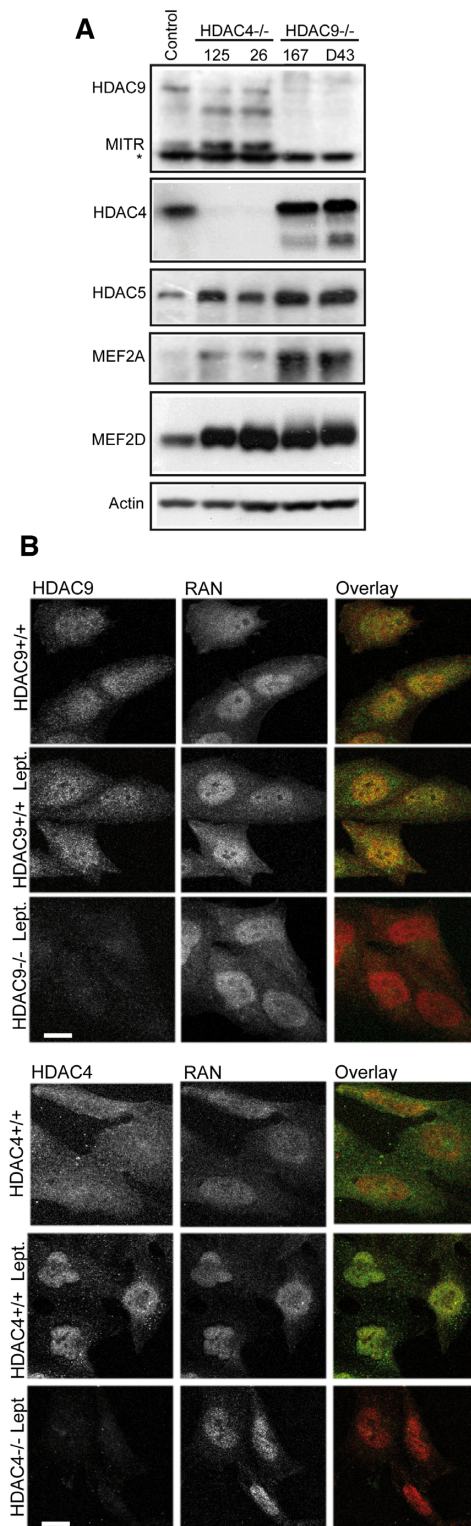 A
Control
HDAC4-/- HDAC9-/-
125 26 167 D43
HDAC9
MITR
*
HDAC4
HDAC5
MEF2A
MEF2D
Actin
B
HDAC9 RAN Overlay
HDAC9+/+
HDAC9+/+ Lept.
HDAC9-/- Lept.
HDAC4 RAN Overlay
HDAC4+/+
HDAC4+/+ Lept.
HDAC4-/- Lept